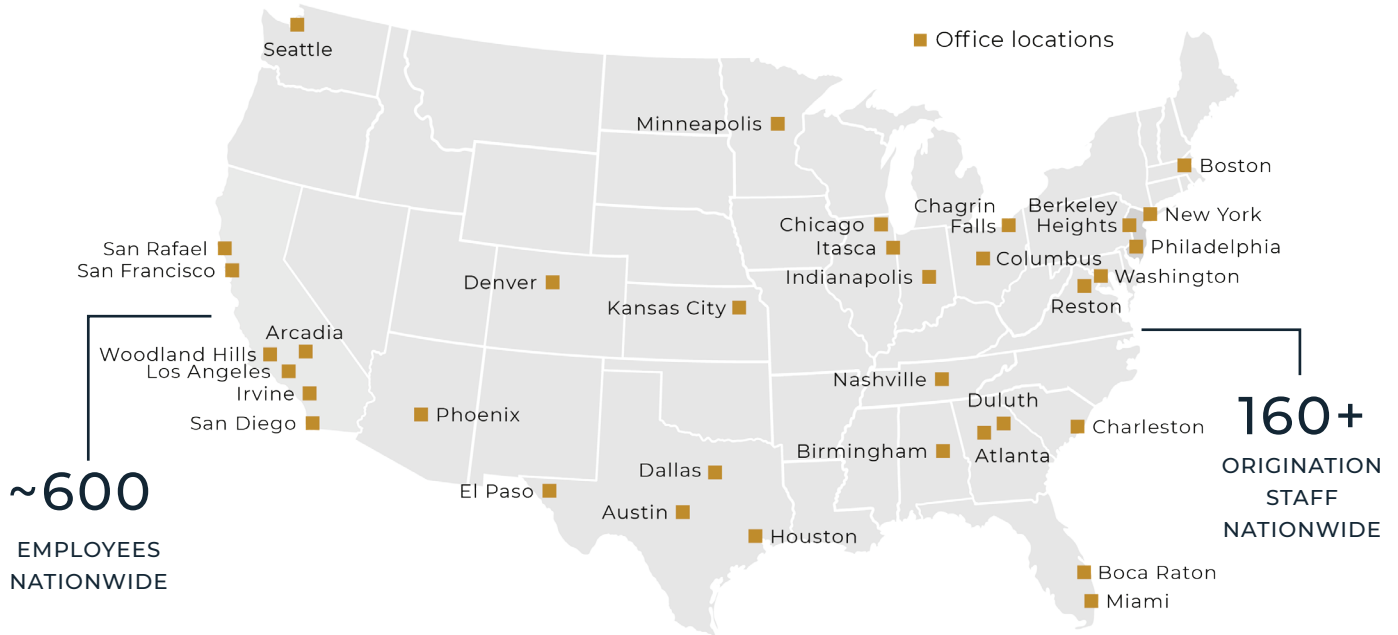 Seattle
Office locations
Minneapolis
Boston
Chagrin
Falls
Berkeley
Heights
New York
Chicago
Itasca
Philadelphia
San Rafael
San Francisco
Columbus
Indianapolis
Washington
Denver
Kansas City
Reston
Arcadia
Woodland Hills
Los Angeles
Irvine
San Diego
Nashville
Duluth
Phoenix
Charleston
Birmingham
Atlanta
Dallas
El Paso
Austin
Houston
Boca Raton
Miami
~600
EMPLOYEES
NATIONWIDE
160+
ORIGINATION
STAFF
NATIONWIDE